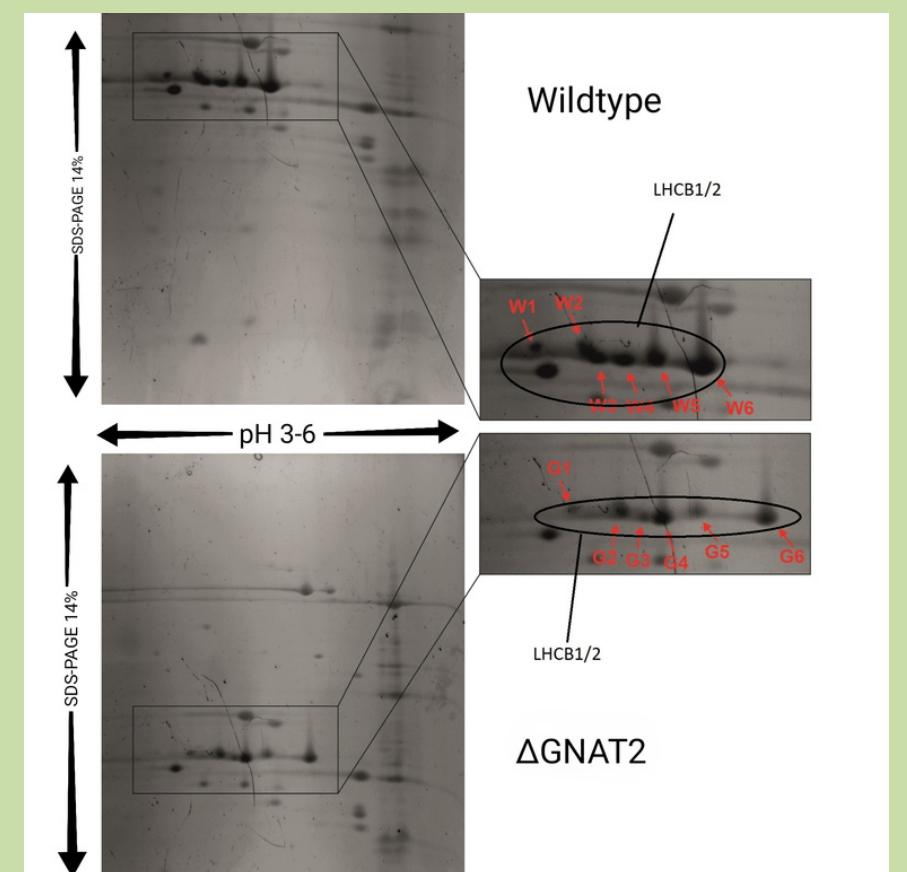 SDS-PAGE 14%
Wildtype
LHCB1/2
W1 W2
W3 W4 W5 W6
pH 3-6
G1
G2 G3 G4 G5 G6
LHCB1/2
SDS-PAGE 14%
ΔGNAT2